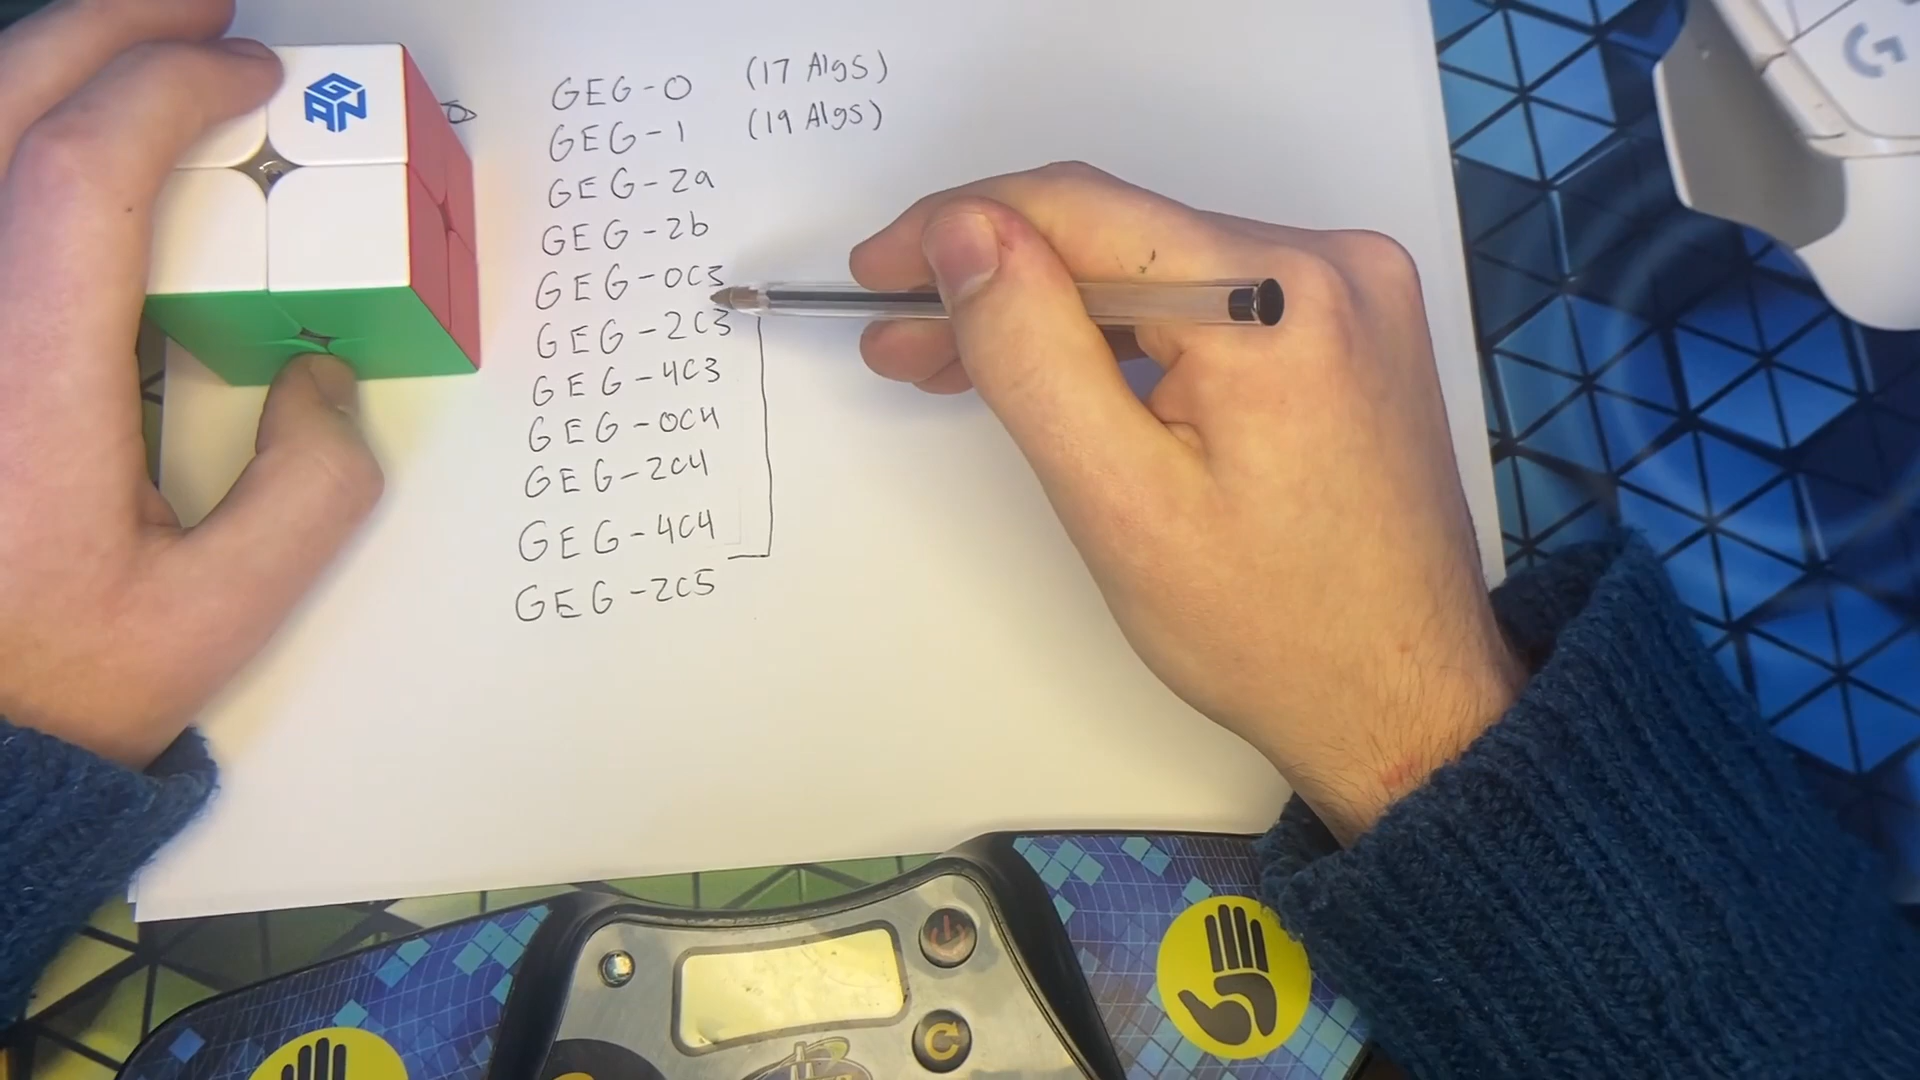 GAN
GEG-0 (17 Algs)
GEG-1 (19 Algs)
GEG-2a
GEG-2b
GEG-0C3
GEG-2C3
GEG-4C3
GEG-0C4
GEG-2C4
GEG-4C4
GEG-2C5